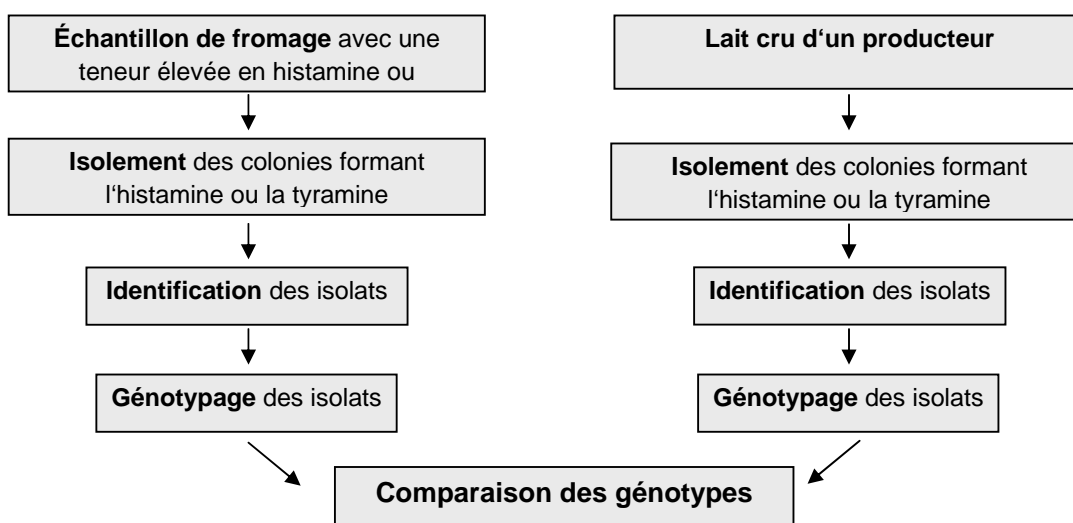 Échantillon de fromage avec une
teneur élevée en histamine ou
Isolement des colonies formant
l‘histamine ou la tyramine
Identification des isolats
Génotypage des isolats
Lait cru d‘un producteur
Isolement des colonies formant
l‘histamine ou la tyramine
Identification des isolats
Génotypage des isolats
Comparaison des génotypes